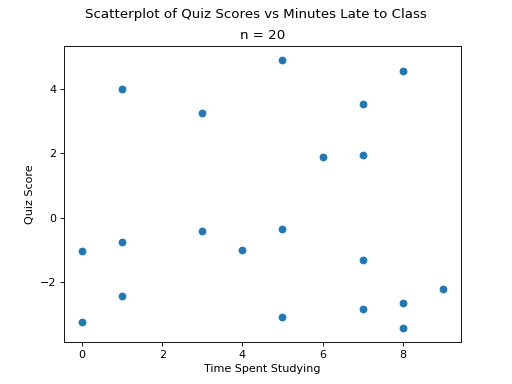 Scatterplot of Quiz Scores vs Minutes Late to Class
n = 20
4
2
0
−2
Quiz Score
0 2 4 6 8
Time Spent Studying